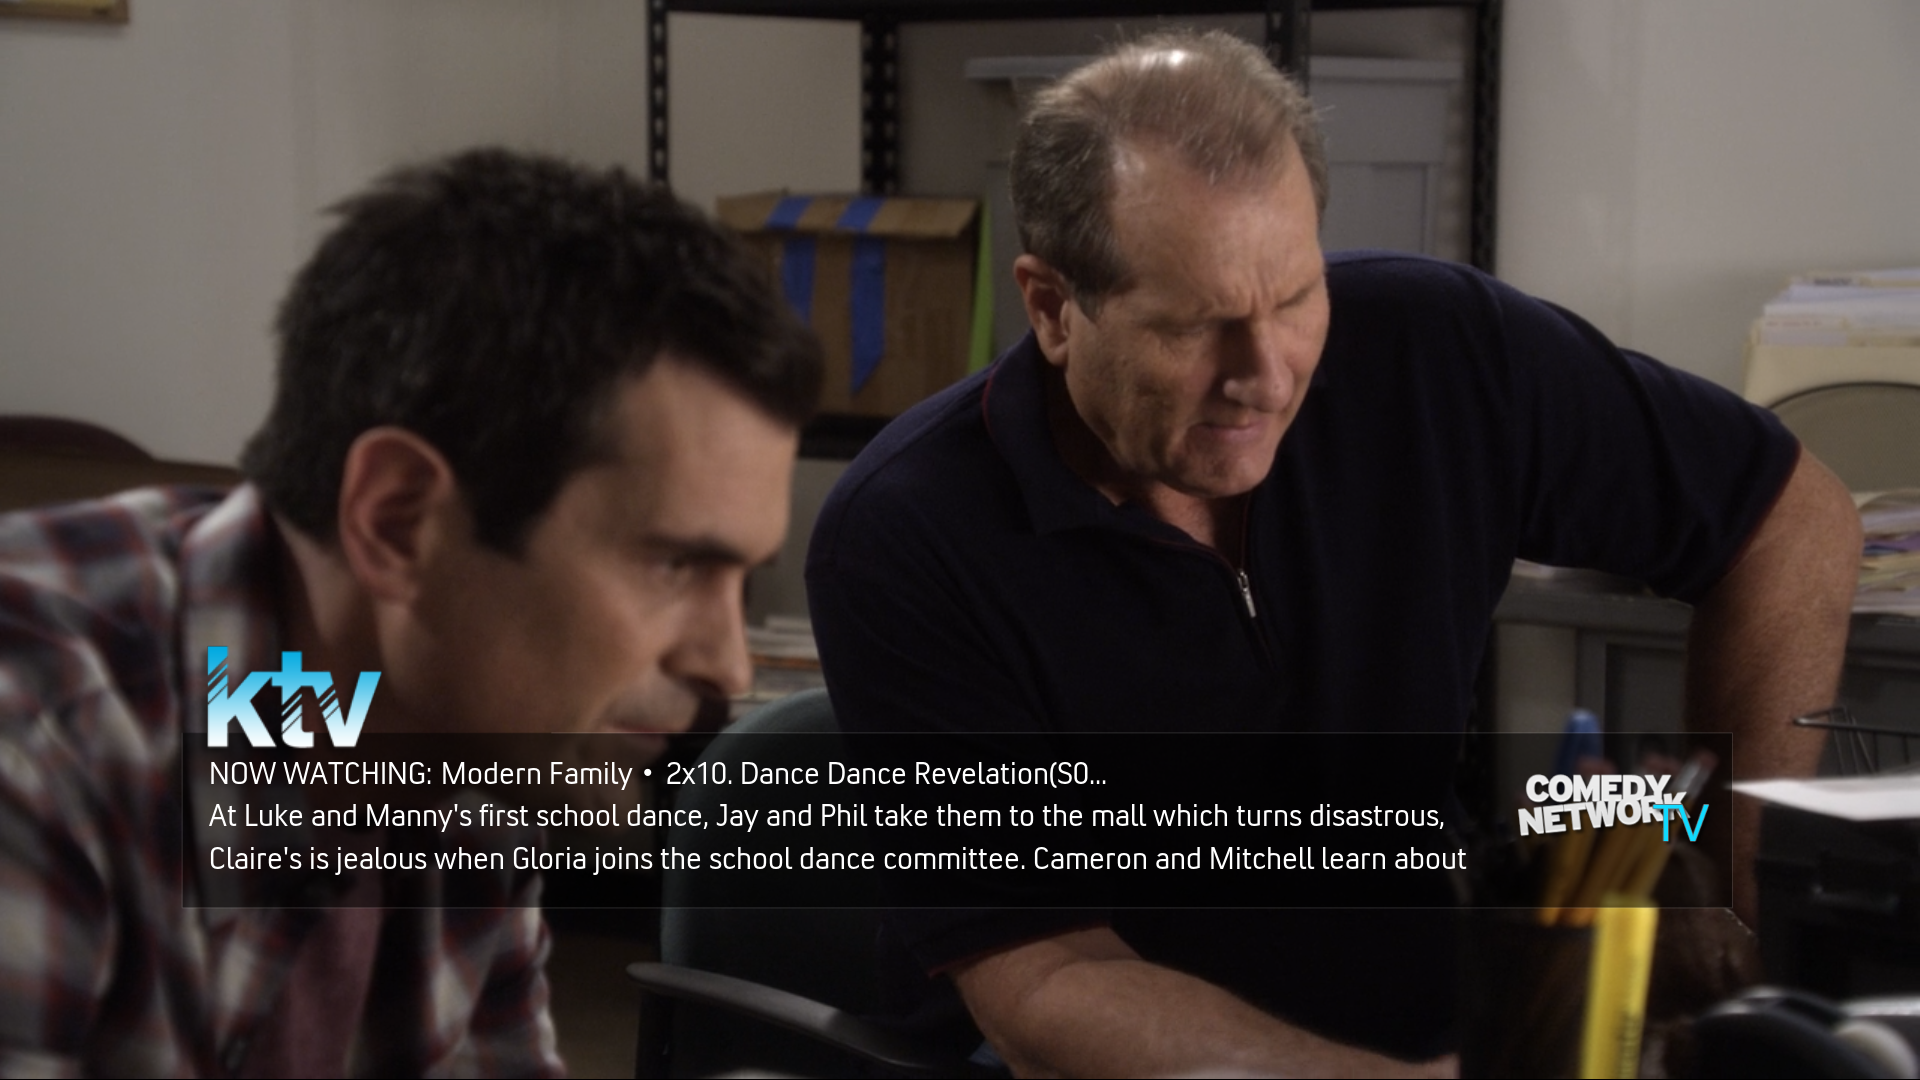 ktv
NOW WATCHING: Modern Family • 2x10. Dance Dance Revelation(S0...
At Luke and Manny's first school dance, Jay and Phil take them to the mall which turns disastrous,
Claire's is jealous when Gloria joins the school dance committee. Cameron and Mitchell learn about
COMEDY
NETWORK
TV